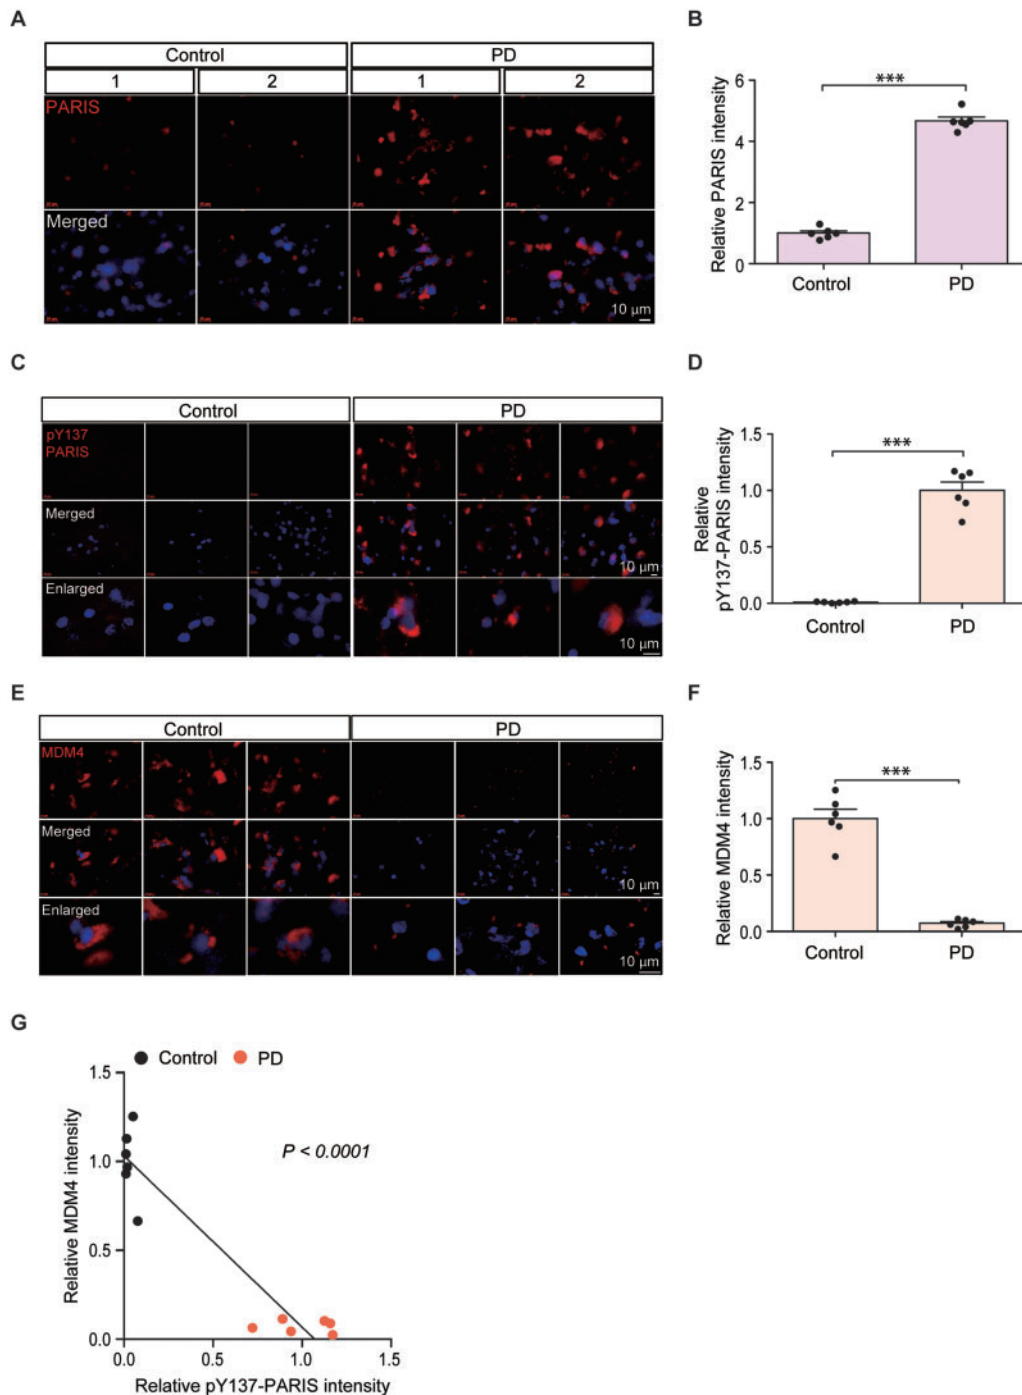 A
Control PD
1 2 1 2
PARIS
Merged
10 µm
B
Relative PARIS intensity
6
4
2
0
***
Control PD
C
Control PD
pY137
PARIS
Merged
10 µm
Enlarged
10 µm
D
Relative
pY137-PARIS intensity
1.5
1.0
0.5
0.0
***
Control PD
E
Control PD
MDM4
Merged
10 µm
Enlarged
10 µm
F
Relative MDM4 intensity
1.5
1.0
0.5
0.0
***
Control PD
G
Control PD
Relative MDM4 intensity
1.5
1.0
0.5
0.0
P < 0.0001
0.0 0.5 1.0 1.5
Relative pY137-PARIS intensity